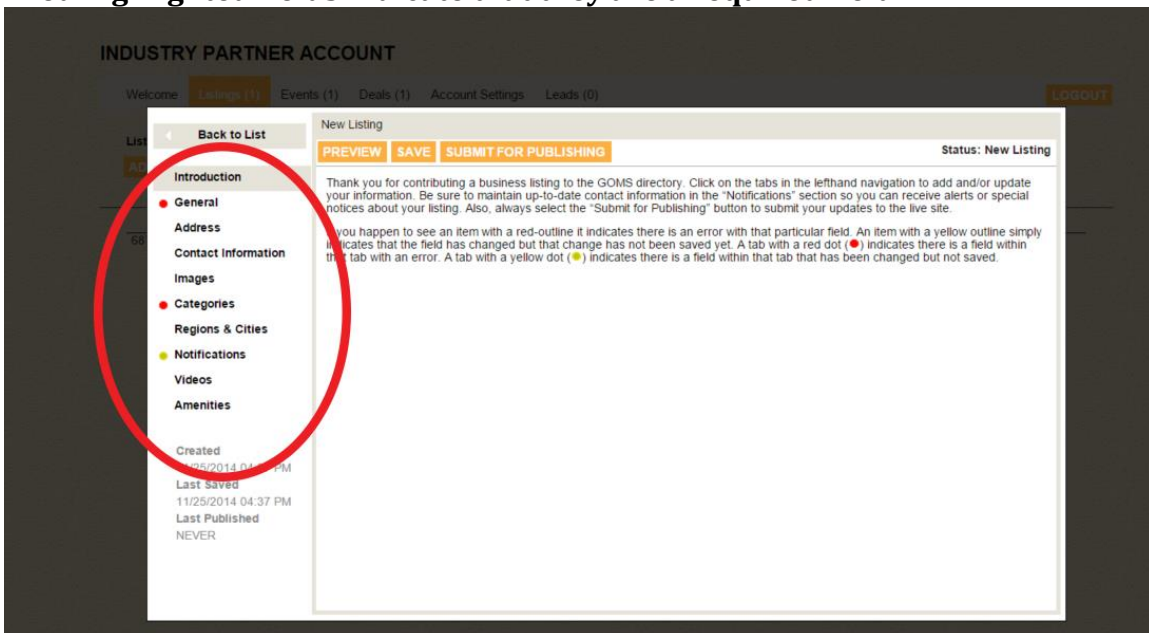 INDUSTRY PARTNER ACCOUNT
Welcome Listings (1) Events (1) Deals (1) Account Settings Leads (0) LOGOUT
List
Back to List
Introduction
General
Address
Contact Information
Images
Categories
Regions & Cities
Notifications
Videos
Amenities
Created
PM
Last Saved
11/25/2014 04:37 PM
Last Published
NEVER
New Listing
PREVIEW SAVE SUBMIT FOR PUBLISHING Status: New Listing
Thank you for contributing a business listing to the GOMS directory. Click on the tabs in the lefthand navigation to add and/or update
your information. Be sure to maintain up-to-date contact information in the "Notifications" section so you can receive alerts or special
notices about your listing. Also, always select the "Submit for Publishing" button to submit your updates to the live site.
you happen to see an item with a red-outline it indicates there is an error with that particular field. An item with a yellow outline simply
indicates that the field has changed but that change has not been saved yet. A tab with a red dot (●) indicates there is a field within
that tab with an error. A tab with a yellow dot (●) indicates there is a field within that tab that has been changed but not saved.